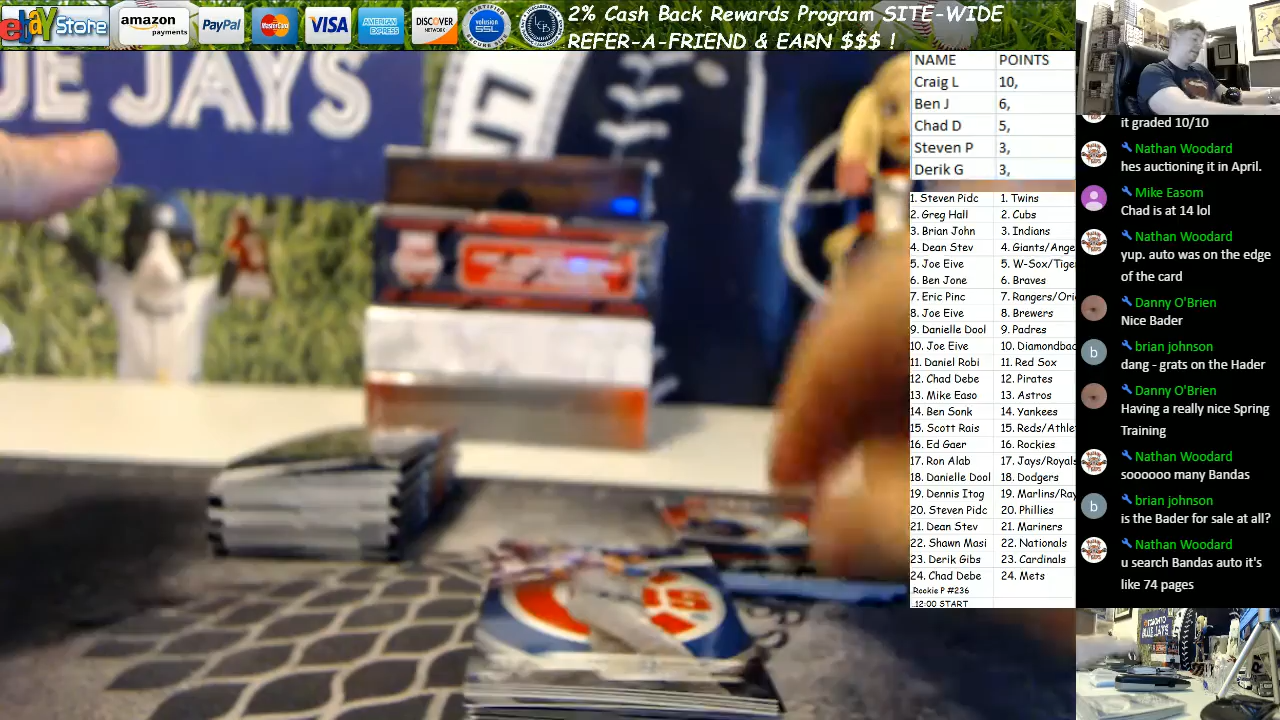 ebay Store
amazon
payments
PayPal
MasterCard
VISA
AMERICAN EXPRESS
DISCOVER
NETWORK
CERTIFIED
volusion
SSL
SECURE
2% Cash Back Rewards Program SITE-WIDE
REFER-A-FRIEND & EARN $$$ !
UE JAYS
NAME POINTS
Craig L 10,
Ben J 6,
Chad D 5,
Steven P 3,
Derik G 3,
1. Steven Pidc 1. Twins
2. Greg Hall 2. Cubs
3. Brian John 3. Indians
4. Dean Stev 4. Giants/Ange
5. Joe Eive 5. W-Sox/Tige
6. Ben Jone 6. Braves
7. Eric Pinc 7. Rangers/Ori
8. Joe Eive 8. Brewers
9. Danielle Dool 9. Padres
10. Joe Eive 10. Diamondbac
11. Daniel Robi 11. Red Sox
12. Chad Debe 12. Pirates
13. Mike Easo 13. Astros
14. Ben Sonk 14. Yankees
15. Scott Rais 15. Reds/Athle
16. Ed Gaer 16. Rockies
17. Ron Alab 17. Jays/Royals
18. Danielle Dool 18. Dodgers
19. Dennis Itog 19. Marlins/Ray
20. Steven Pidc 20. Phillies
21. Dean Stev 21. Mariners
22. Shawn Masi 22. Nationals
23. Derik Gibs 23. Cardinals
24. Chad Debe 24. Mets
Rookie P #236
12:00 START
it graded 10/10
Nathan Woodard
hes auctioning it in April.
Mike Easom
Chad is at 14 lol
Nathan Woodard
yup. auto was on the edge
of the card
Danny O'Brien
Nice Bader
b brian johnson
dang - grats on the Hader
Danny O'Brien
Having a really nice Spring
Training
Nathan Woodard
soooooo many Bandas
b brian johnson
is the Bader for sale at all?
Nathan Woodard
u search Bandas auto it's
like 74 pages